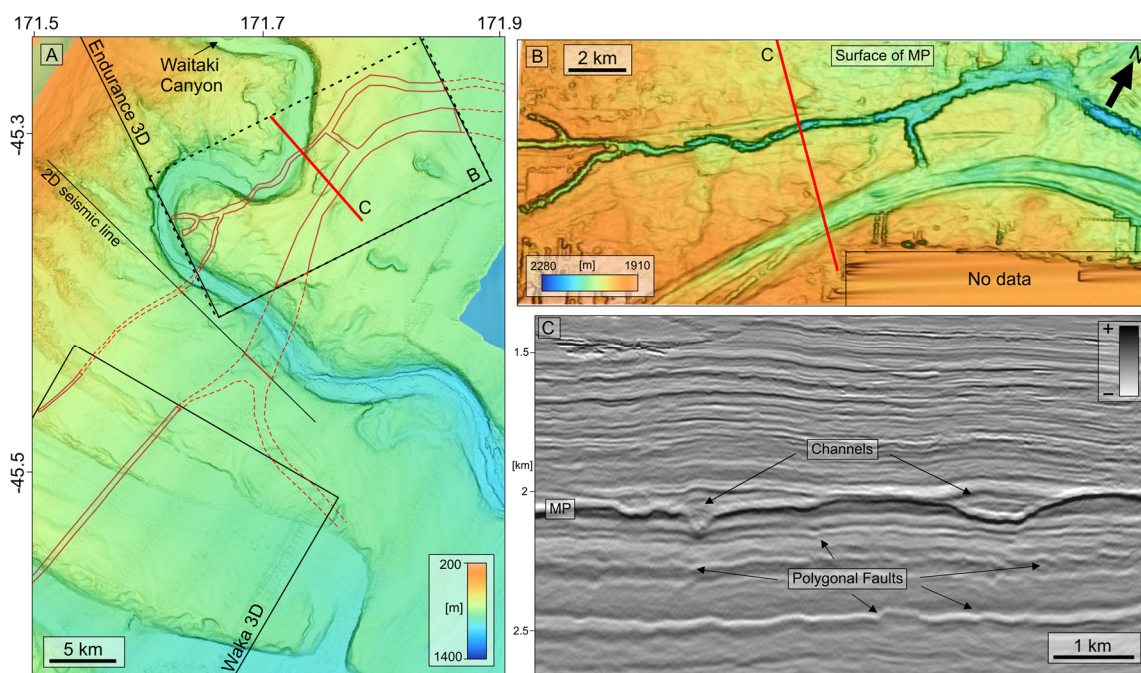 171.5
171.7
171.9
-45.3
-45.5
A
Waitaki
Canyon
Endurance 3D
2D seismic line
B
C
Waka 3D
5 km
200
[m]
1400
B
2 km
C
Surface of MP
N
2280 [m] 1910
No data
C
+
−
1.5
[km]
2
2.5
Channels
MP
Polygonal Faults
1 km